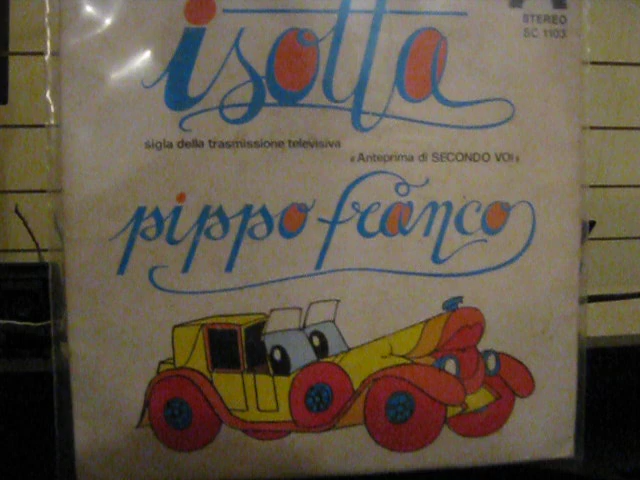 isotta
STEREO
SC. 1103
sigla della trasmissione televisiva
«Anteprima di SECONDO VOI»
pippo franco